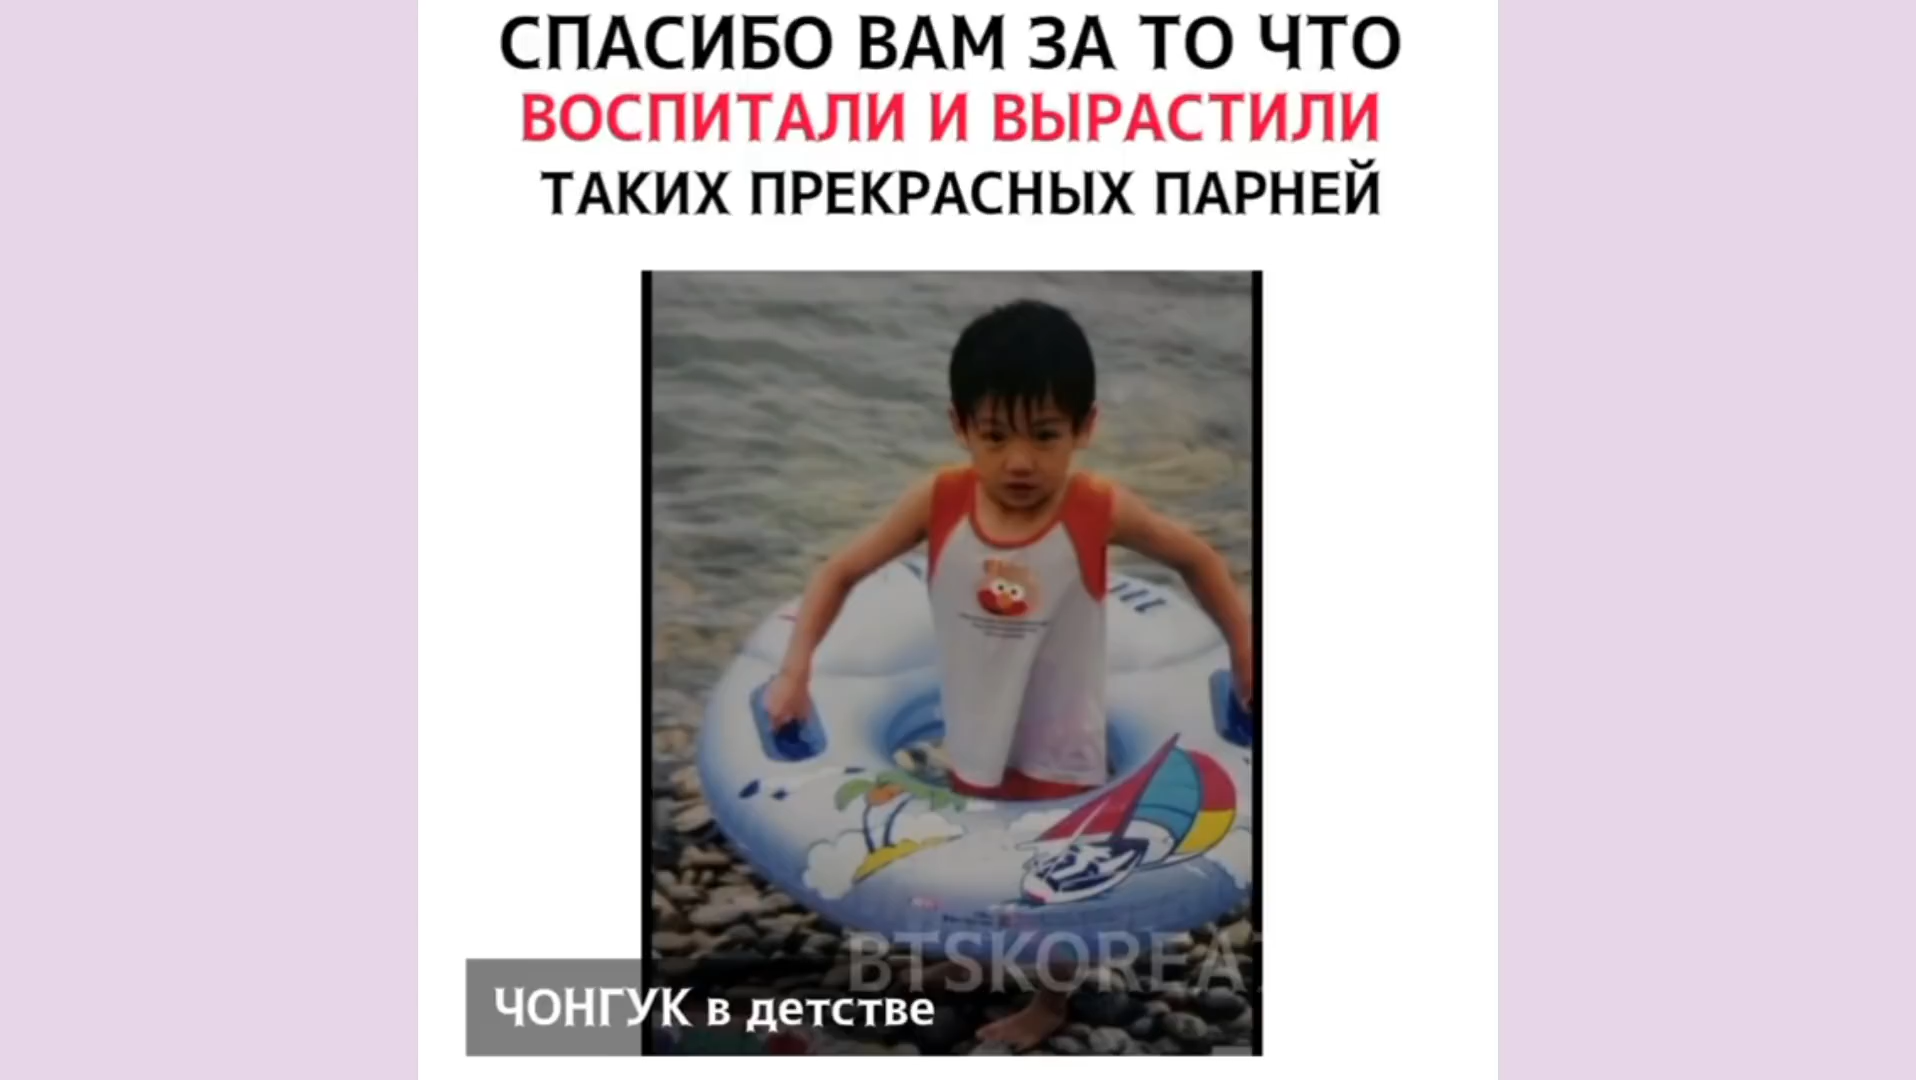 СПАСИБО ВАМ ЗА ТО ЧТО
ВОСПИТАЛИ И ВЫРАСТИЛИ
ТАКИХ ПРЕКРАСНЫХ ПАРНЕЙ
BTSKOREA
ЧОНГУК в детстве